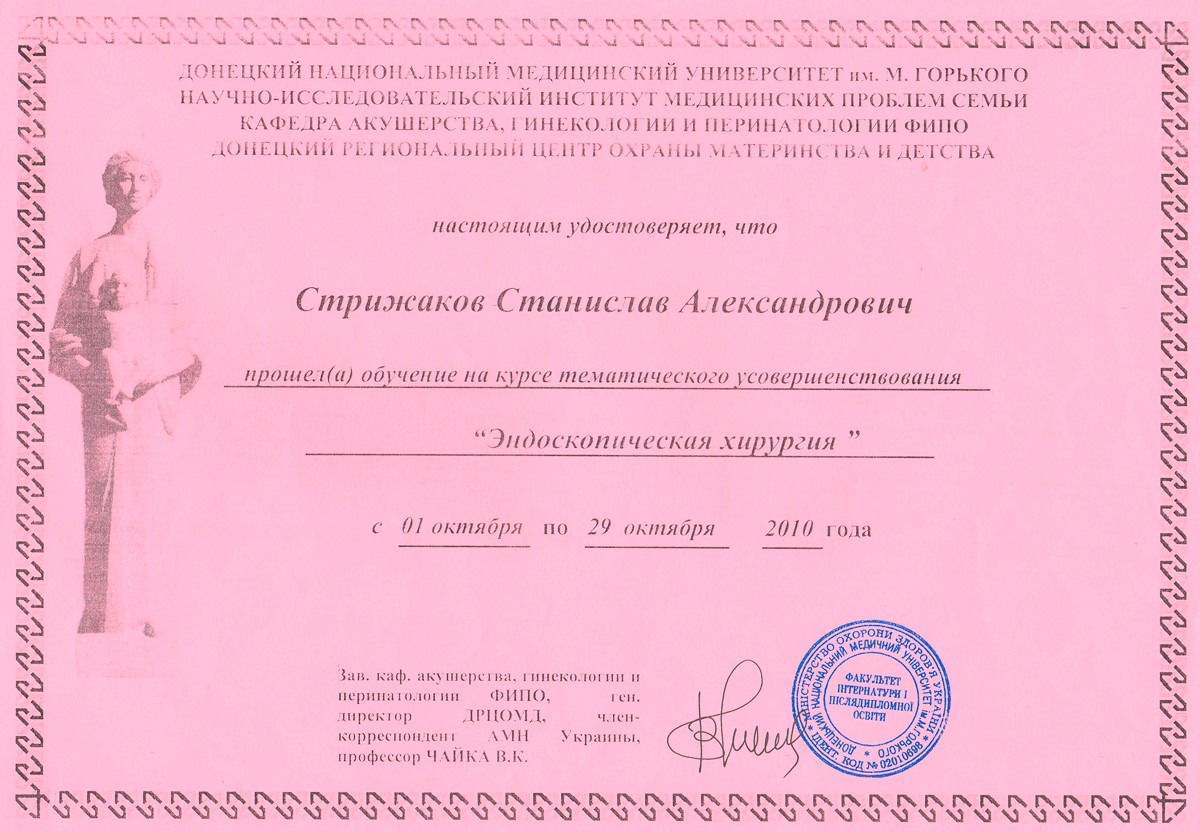 ДОНЕЦКИЙ НАЦИОНАЛЬНЫЙ МЕДИЦИНСКИЙ УНИВЕРСИТЕТ им. М. ГОРЬКОГО
НАУЧНО-ИССЛЕДОВАТЕЛЬСКИЙ ИНСТИТУТ МЕДИЦИНСКИХ ПРОБЛЕМ СЕМЬИ
КАФЕДРА АКУШЕРСТВА, ГИНЕКОЛОГИИ И ПЕРИНАТОЛОГИИ ФИПО
ДОНЕЦКИЙ РЕГИОНАЛЬНЫЙ ЦЕНТР ОХРАНЫ МАТЕРИНСТВА И ДЕТСТВА
настоящим удостоверяет, что
Стрижаков Станислав Александрович
прошел(а) обучение на курсе тематического усовершенствования
“Эндоскопическая хирургия ”
с 01 октября по 29 октября 2010 года
Зав. каф. акушерства, гинекологии и
перинатологии ФИПО, ген.
директор ДРЦОМД, член-
корреспондент АМН Украины,
профессор ЧАЙКА В.К.
МІНІСТЕРСТВО ОХОРОНИ ЗДОРОВ'Я УКРАЇНИ
* ІДЕНТ. КОД № 02010698 *
ДОНЕЦЬКИЙ НАЦІОНАЛЬНИЙ МЕДИЧНИЙ УНІВЕРСИТЕТ ім.М.ГОРЬКОГО *
ФАКУЛЬТЕТ
ІНТЕРНАТУРИ І
ПІСЛЯДИПЛОМНОЇ
ОСВІТИ